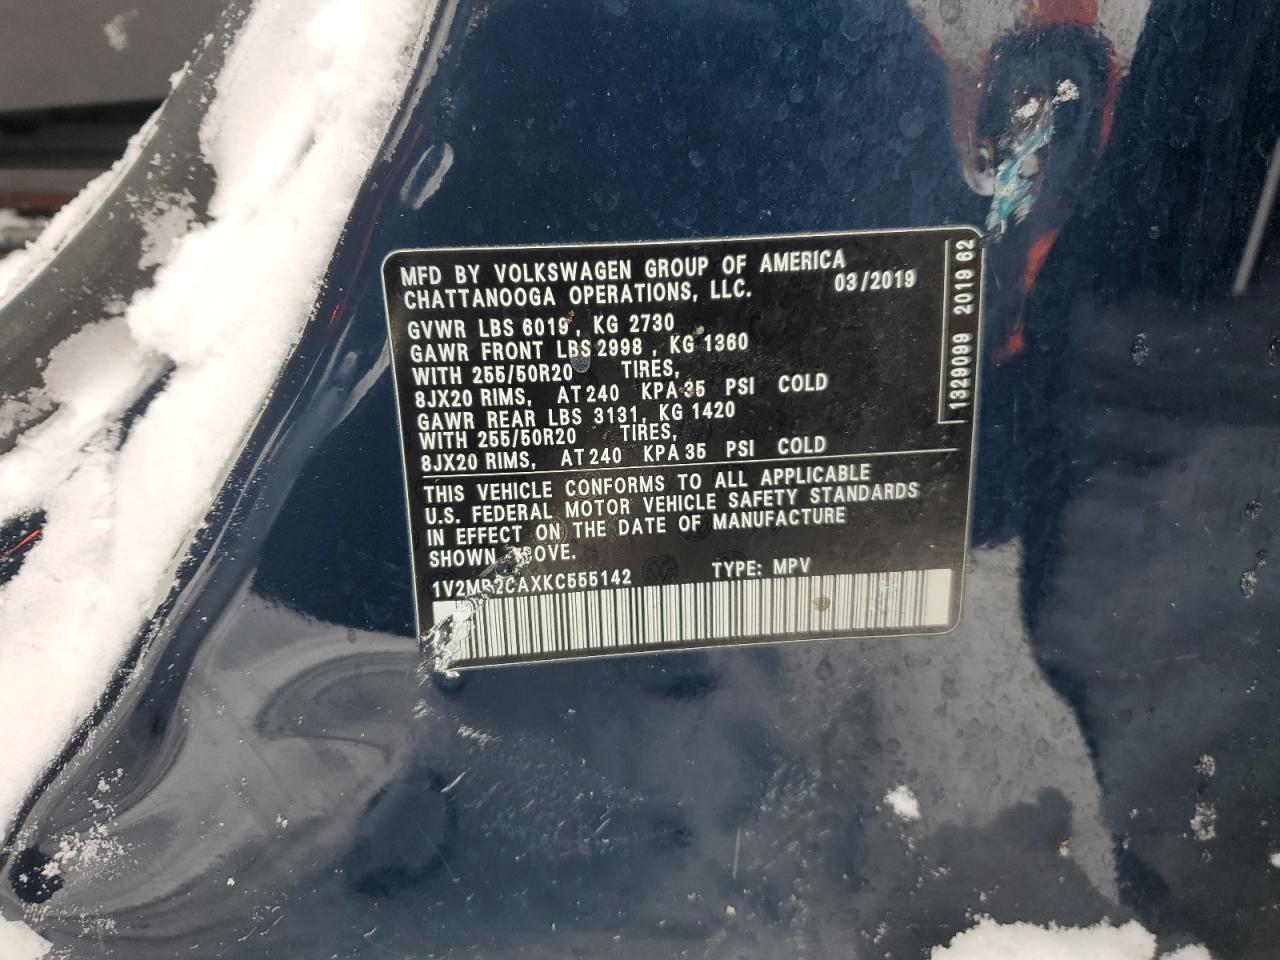 MFD BY VOLKSWAGEN GROUP OF AMERICA
CHATTANOOGA OPERATIONS, LLC. 03/2019
GVWR LBS 6019, KG 2730
GAWR FRONT LBS 2998, KG 1360
WITH 255/50R20 TIRES,
8JX20 RIMS, AT 240 KPA 35 PSI COLD
GAWR REAR LBS 3131, KG 1420
WITH 255/50R20 TIRES,
8JX20 RIMS, AT 240 KPA 35 PSI COLD
THIS VEHICLE CONFORMS TO ALL APPLICABLE
U.S. FEDERAL MOTOR VEHICLE SAFETY STANDARDS
IN EFFECT ON THE DATE OF MANUFACTURE
SHOWN ABOVE.
TYPE: MPV
1329099 2019 62